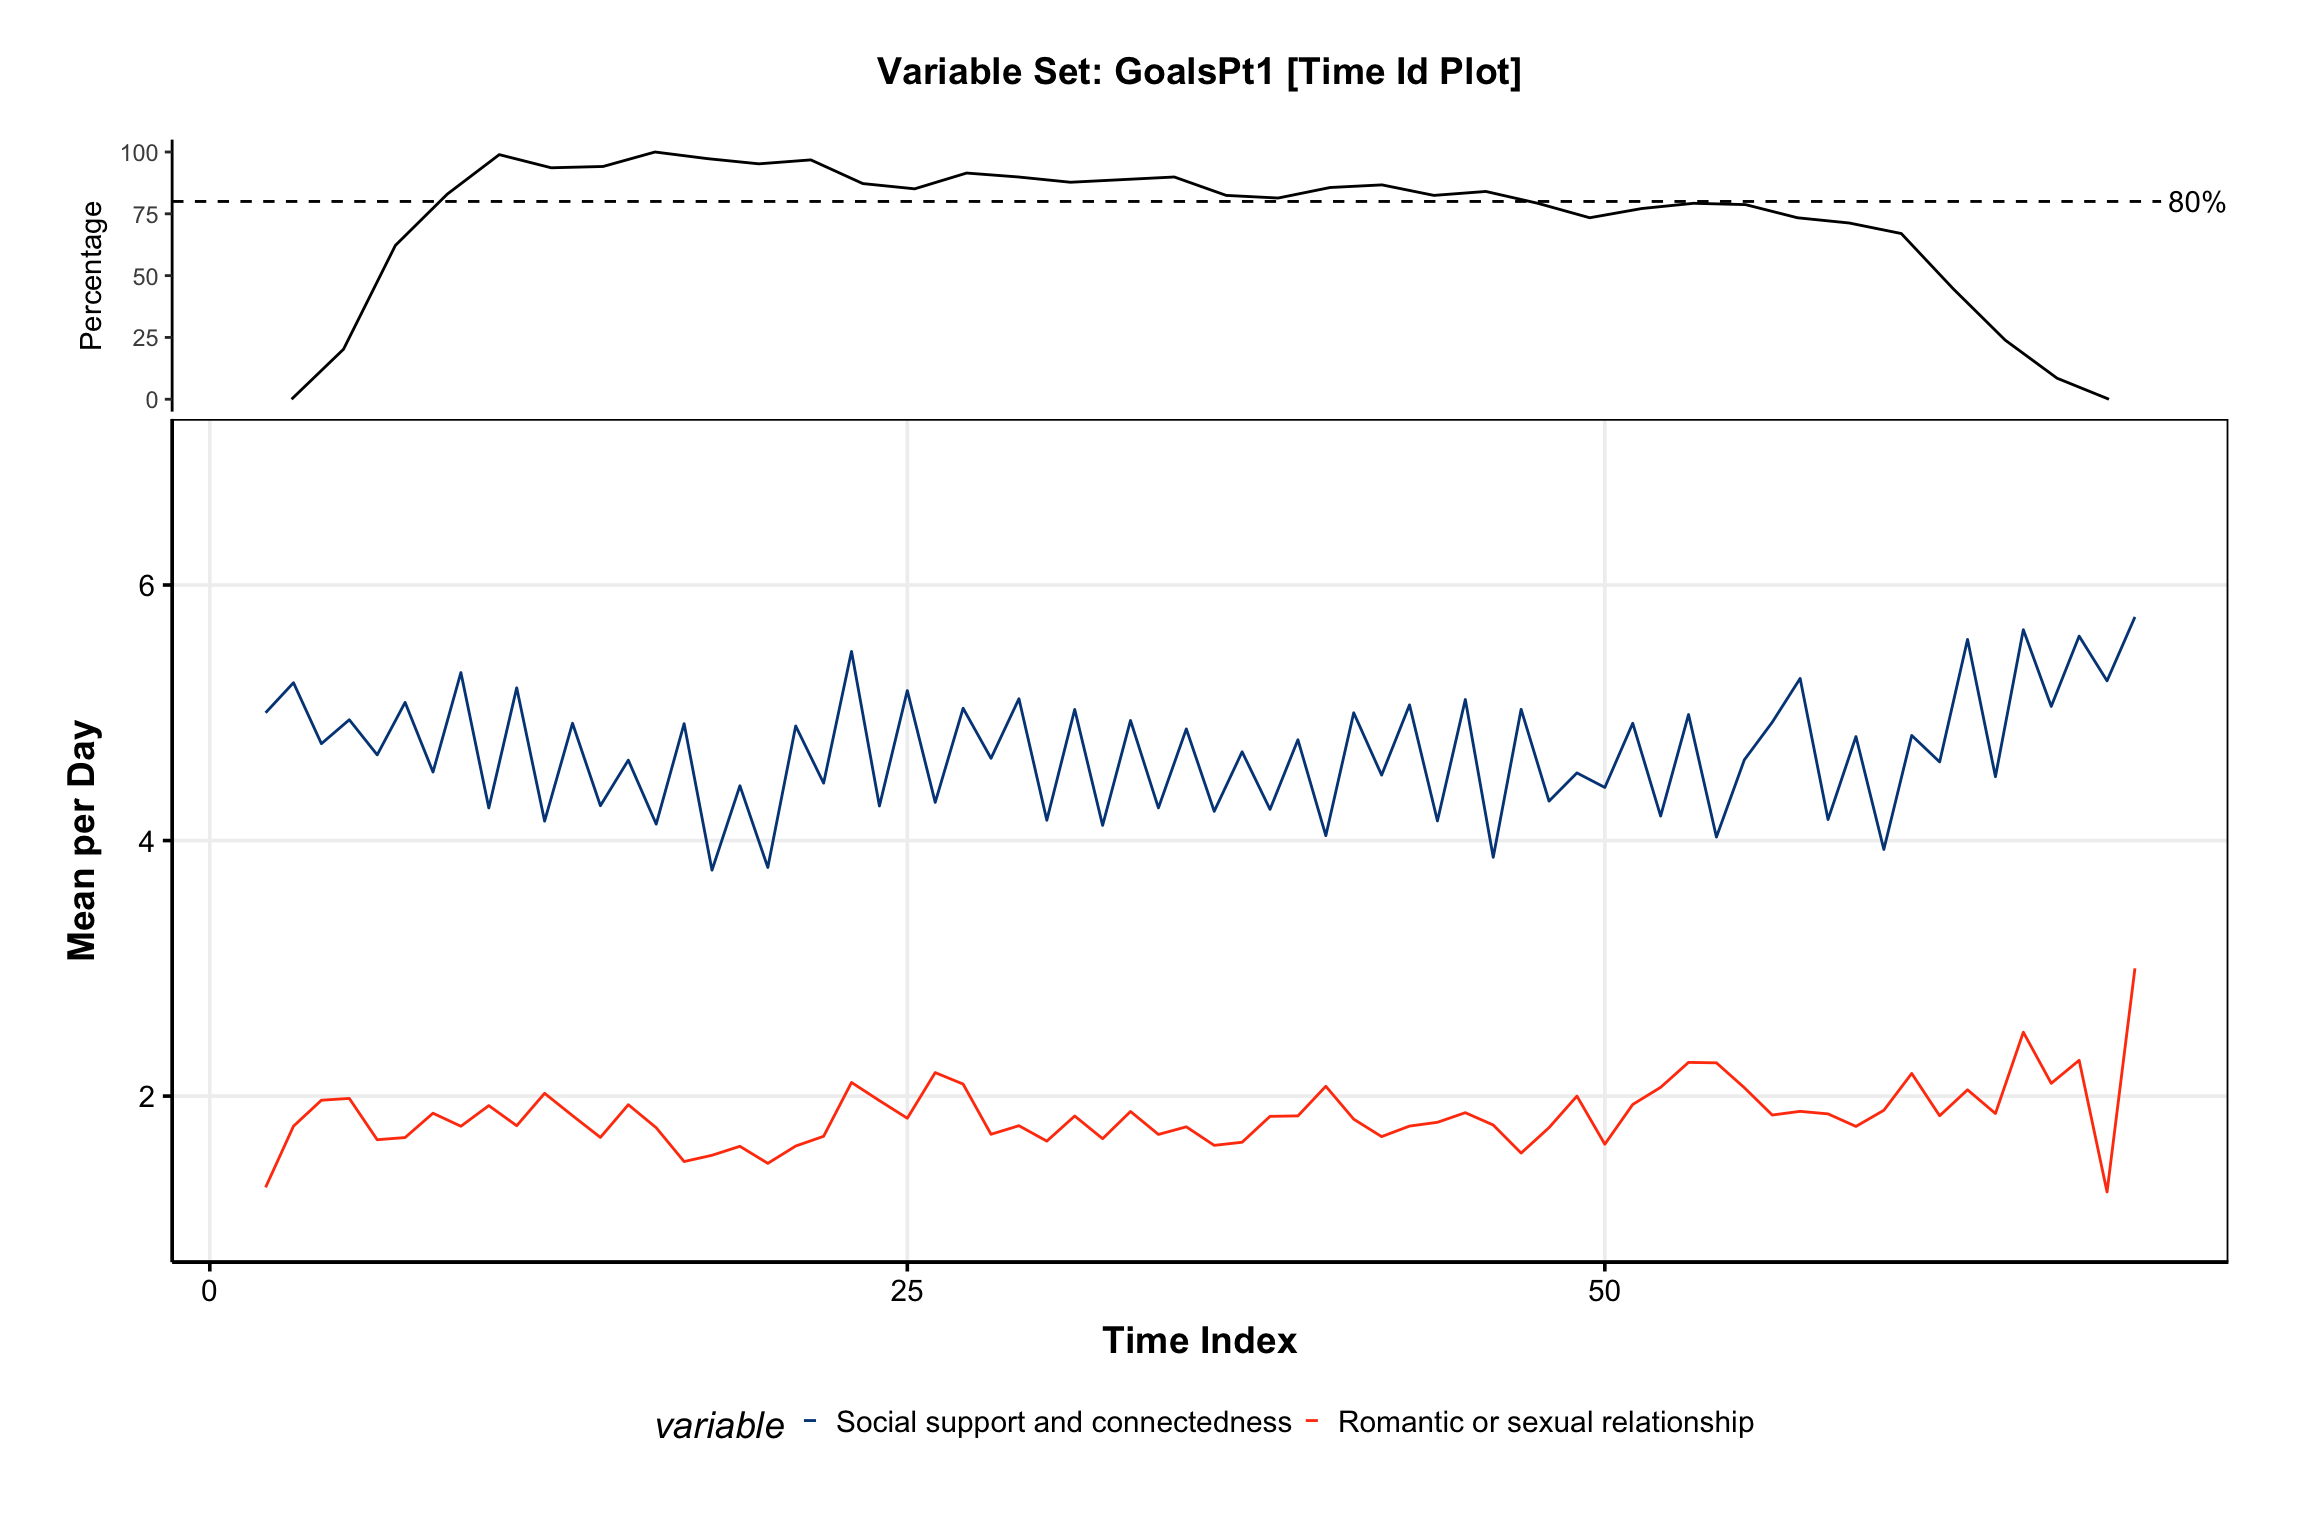 Variable Set: GoalsPt1 [Time Id Plot]
Percentage
100
75
50
25
0
80%
Mean per Day
6
4
2
0
25
50
Time Index
variable
Social support and connectedness
Romantic or sexual relationship